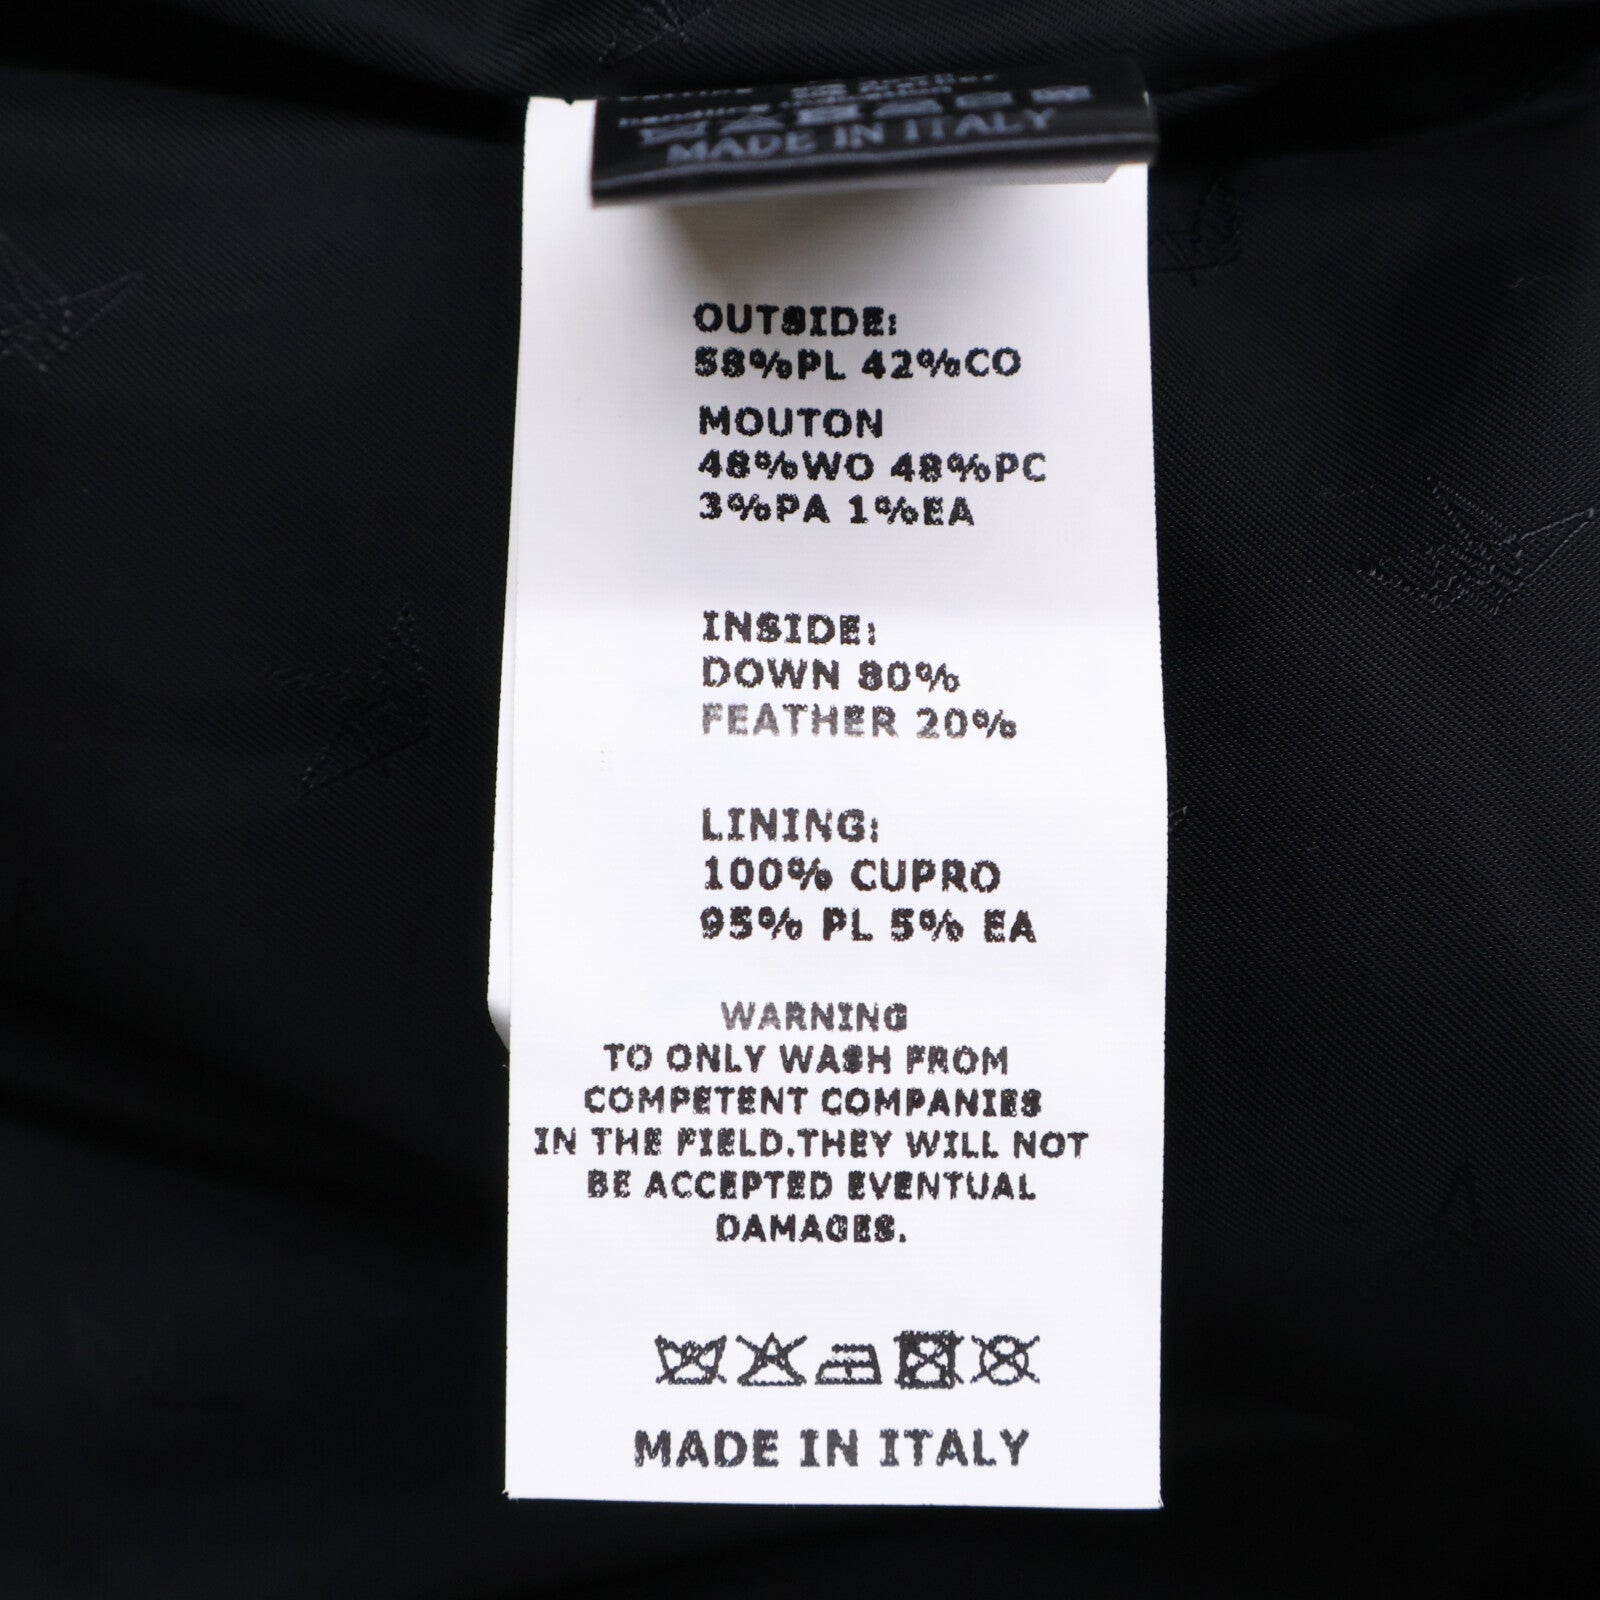 MADE IN ITALY
OUTSIDE:
58%PL 42%CO
MOUTON
48%WO 48%PC
3%PA 1%EA
INSIDE:
DOWN 80%
FEATHER 20%
LINING:
100% CUPRO
95% PL 5% EA
WARNING
TO ONLY WASH FROM
COMPETENT COMPANIES
IN THE FIELD.THEY WILL NOT
BE ACCEPTED EVENTUAL
DAMAGES.
MADE IN ITALY